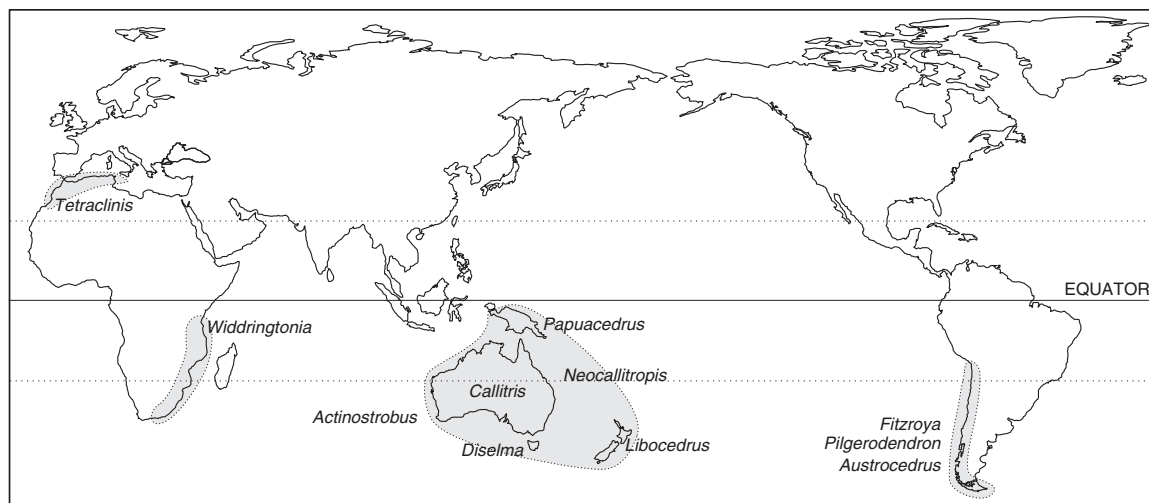 Tetraclinis
EQUATOR
Widdringtonia
Papuacedrus
Neocallitropis
Callitris
Actinostrobus
Diselma
Libocedrus
Fitzroya
Pilgerodendron
Austrocedrus